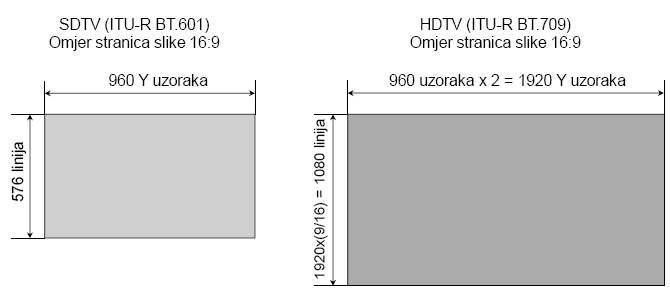 SDTV (ITU-R BT.601)
Omjer stranica slike 16:9
960 Y uzoraka
576 linija
HDTV (ITU-R BT.709)
Omjer stranica slike 16:9
960 uzoraka x 2 = 1920 Y uzoraka
1920x(9/16) = 1080 linija